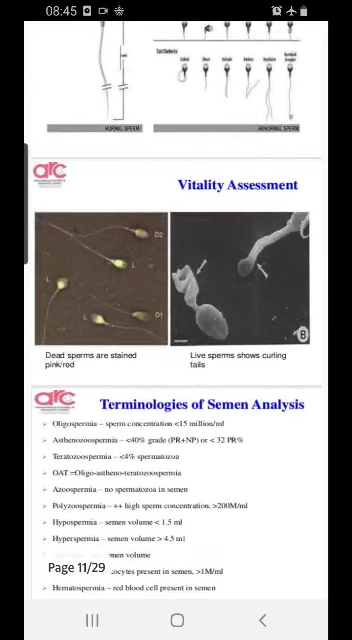 08:45
Tail Defects
Coiled Short
NORMAL SPERM
ABNORMAL SPERM
arc
Vitality Assessment
D2
L
L
L
D1
B
Dead sperms are stained
pink/red
Live sperms shows curling
tails
arc
Terminologies of Semen Analysis
Oligospermia – sperm concentration <15 million/ml
Asthenozoospermia – <40% grade (PR+NP) or < 32 PR%
Teratozoospermia – <4% spermatozoa
OAT =Oligo-astheno-teratozoospermia
Azoospermia – no spermatozoa in semen
Polyzoospermia – ++ high sperm concentration, >200M/ml
Hypospermia – semen volume < 1.5 ml
Hyperspermia – semen volume > 4.5 ml
men volume
Page 11/29
ocytes present in semen, >1M/ml
Hematospermia – red blood cell present in semen